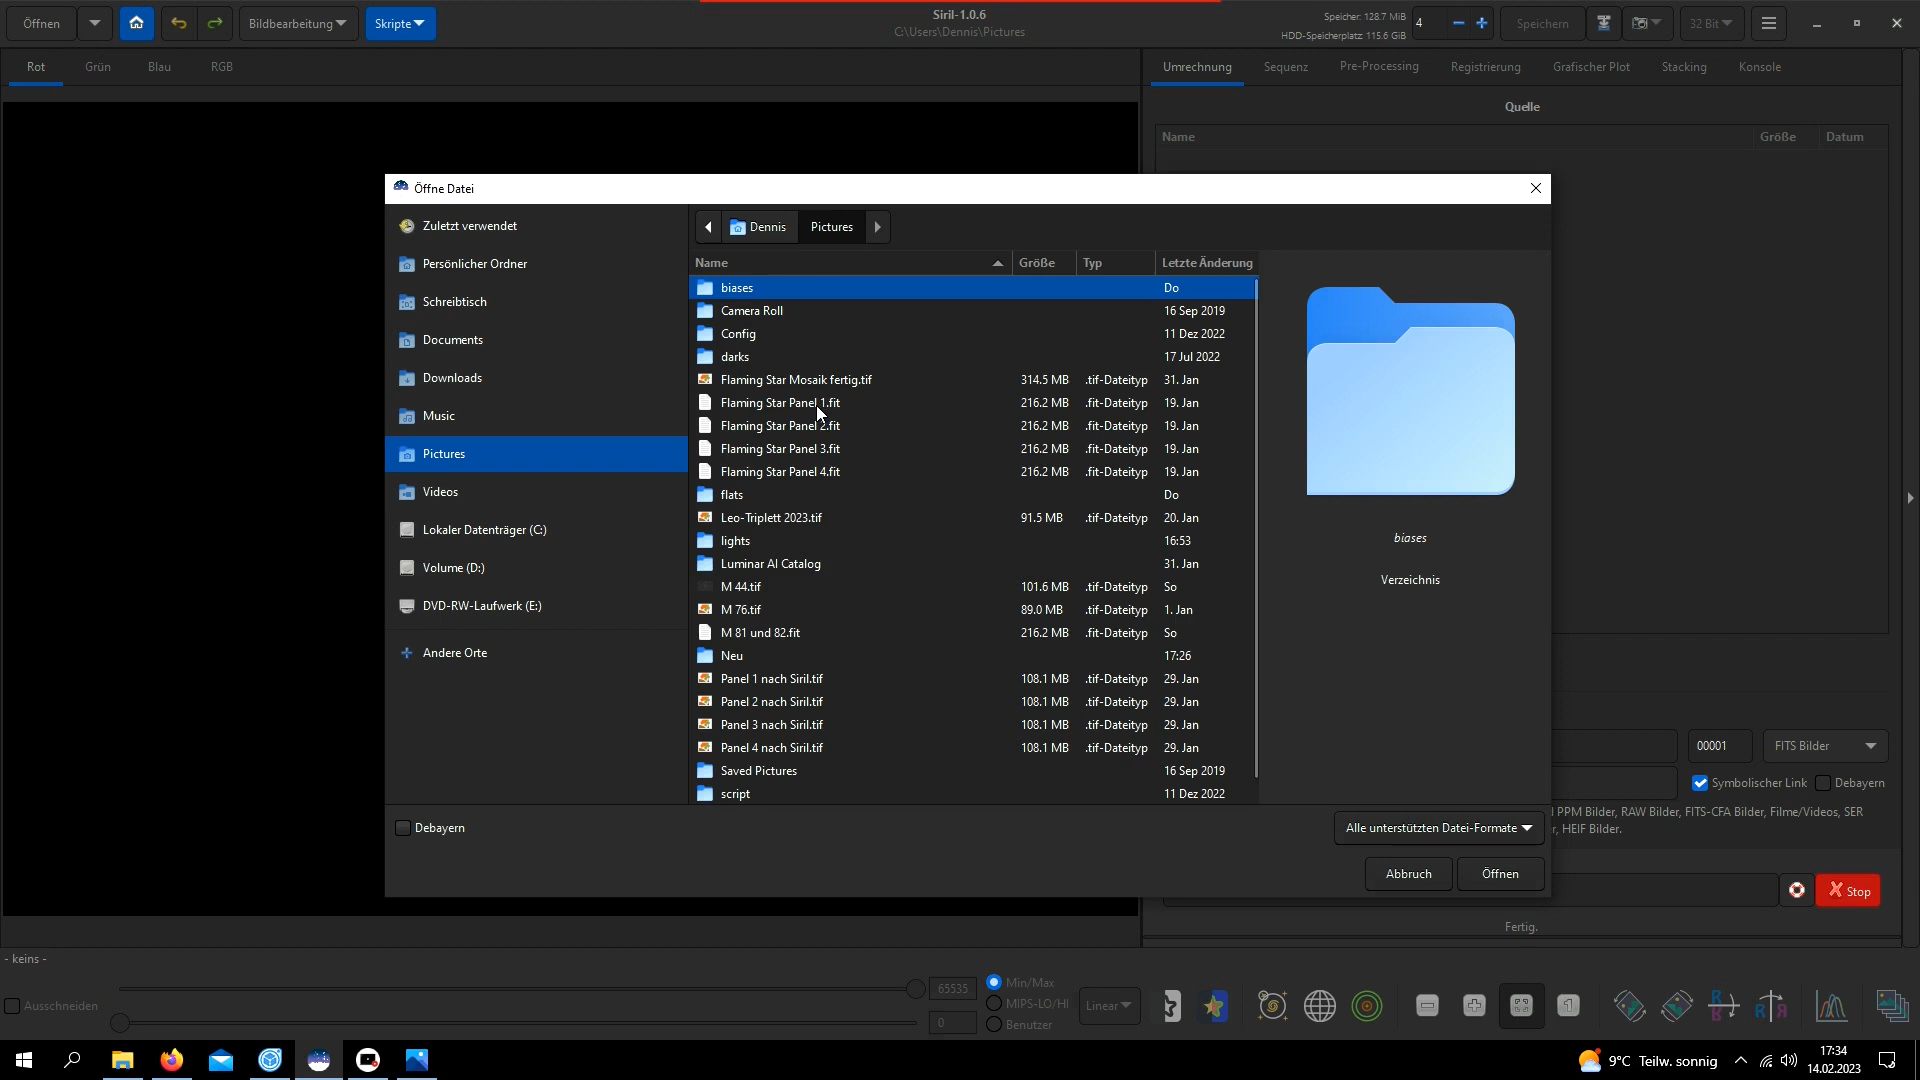 Öffnen
Bildbearbeitung
Skripte
Siril-1.0.6
C:\Users\Dennis\Pictures
Speicher: 128.7 MiB
HDD-Speicherplatz: 115.6 GiB
4
Speichern
32 Bit
Rot
Grün
Blau
RGB
Umrechnung
Sequenz
Pre-Processing
Registrierung
Grafischer Plot
Stacking
Konsole
Quelle
Name
Größe
Datum
Öffne Datei
Zuletzt verwendet
Persönlicher Ordner
Schreibtisch
Documents
Downloads
Music
Pictures
Videos
Lokaler Datenträger (C:)
Volume (D:)
DVD-RW-Laufwerk (E:)
Andere Orte
Dennis
Pictures
Name Größe Typ Letzte Änderung
biases Do
Camera Roll 16 Sep 2019
Config 11 Dez 2022
darks 17 Jul 2022
Flaming Star Mosaik fertig.tif 314.5 MB .tif-Dateityp 31. Jan
Flaming Star Panel 1.fit 216.2 MB .fit-Dateityp 19. Jan
Flaming Star Panel 2.fit 216.2 MB .fit-Dateityp 19. Jan
Flaming Star Panel 3.fit 216.2 MB .fit-Dateityp 19. Jan
Flaming Star Panel 4.fit 216.2 MB .fit-Dateityp 19. Jan
flats Do
Leo-Triplett 2023.tif 91.5 MB .tif-Dateityp 20. Jan
lights 16:53
Luminar AI Catalog 31. Jan
M 44.tif 101.6 MB .tif-Dateityp So
M 76.tif 89.0 MB .tif-Dateityp 1. Jan
M 81 und 82.fit 216.2 MB .fit-Dateityp So
Neu 17:26
Panel 1 nach Siril.tif 108.1 MB .tif-Dateityp 29. Jan
Panel 2 nach Siril.tif 108.1 MB .tif-Dateityp 29. Jan
Panel 3 nach Siril.tif 108.1 MB .tif-Dateityp 29. Jan
Panel 4 nach Siril.tif 108.1 MB .tif-Dateityp 29. Jan
Saved Pictures 16 Sep 2019
script 11 Dez 2022
biases
Verzeichnis
Debayern
Alle unterstützten Datei-Formate
Abbruch
Öffnen
00001
FITS Bilder
Symbolischer Link
Debayern
PPM Bilder, RAW Bilder, FITS-CFA Bilder, Filme/Videos, SER
HEIF Bilder.
Stop
Fertig.
- keins -
Ausschneiden
65535
0
Min/Max
MIPS-LO/HI
Benutzer
Linear
1
R
R
R
R
9°C Teilw. sonnig
17:34
14.02.2023